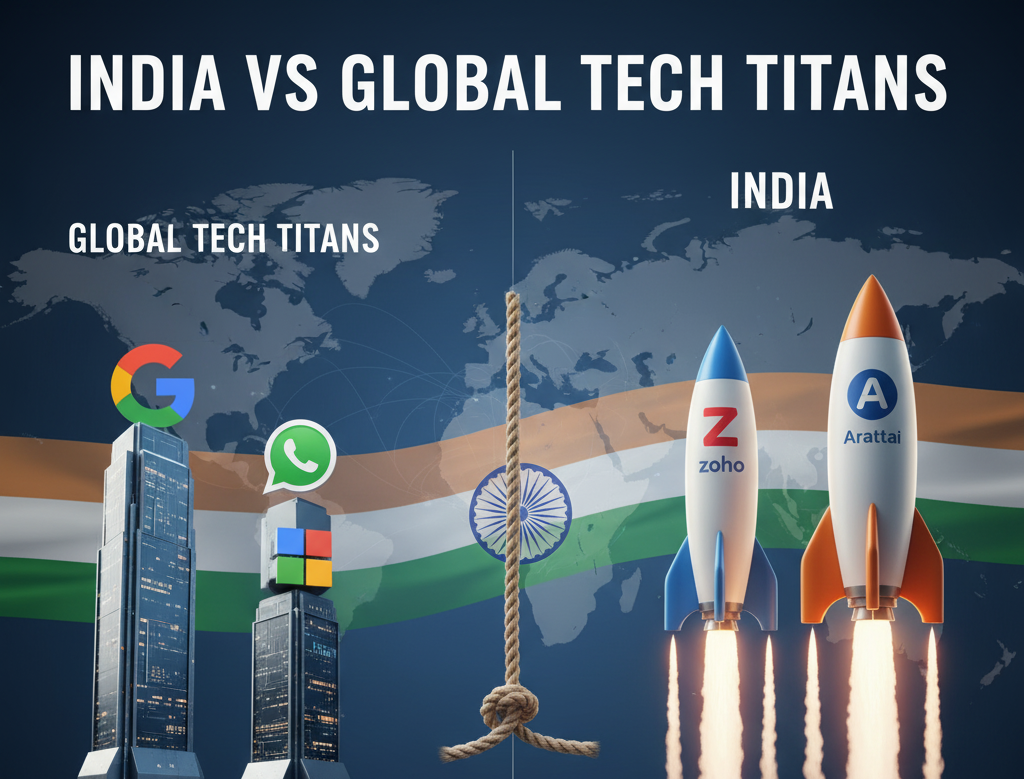 INDIA VS GLOBAL TECH TITANS
GLOBAL TECH TITANS
INDIA
Z
zoho
A
Arattai